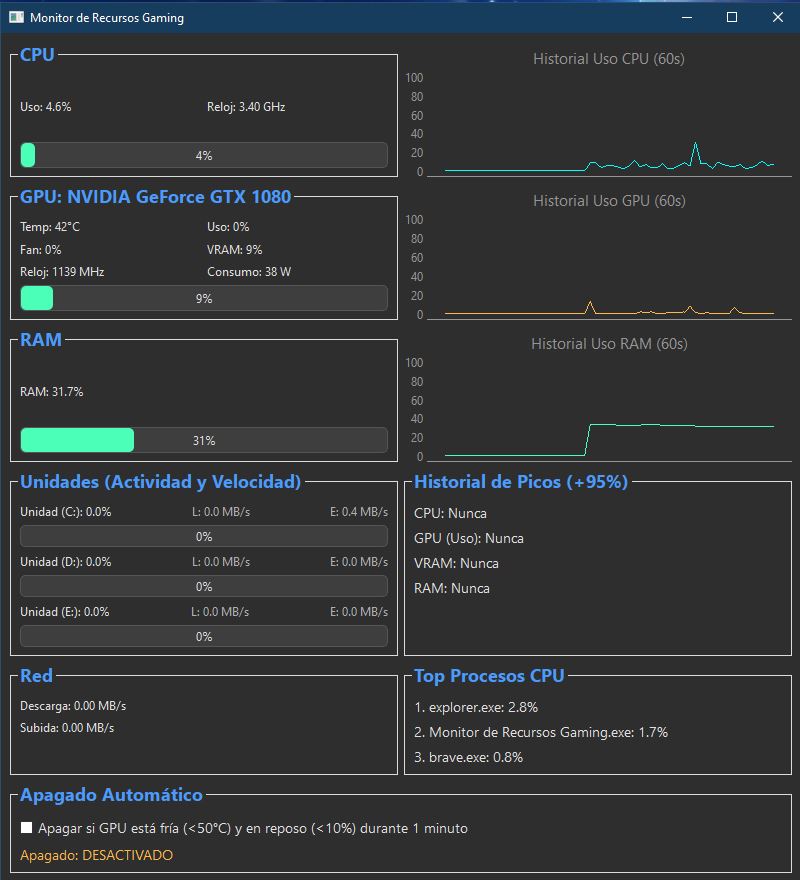 Monitor de Recursos Gaming
CPU
Uso: 4.6% Reloj: 3.40 GHz
4%
Historial Uso CPU (60s)
100
80
60
40
20
0
GPU: NVIDIA GeForce GTX 1080
Temp: 42°C Uso: 0%
Fan: 0% VRAM: 9%
Reloj: 1139 MHz Consumo: 38 W
9%
Historial Uso GPU (60s)
100
80
60
40
20
0
RAM
RAM: 31.7%
31%
Historial Uso RAM (60s)
100
80
60
40
20
0
Unidades (Actividad y Velocidad)
Unidad (C:): 0.0% L: 0.0 MB/s E: 0.4 MB/s
0%
Unidad (D:): 0.0% L: 0.0 MB/s E: 0.0 MB/s
0%
Unidad (E:): 0.0% L: 0.0 MB/s E: 0.0 MB/s
0%
Historial de Picos (+95%)
CPU: Nunca
GPU (Uso): Nunca
VRAM: Nunca
RAM: Nunca
Red
Descarga: 0.00 MB/s
Subida: 0.00 MB/s
Top Procesos CPU
1. explorer.exe: 2.8%
2. Monitor de Recursos Gaming.exe: 1.7%
3. brave.exe: 0.8%
Apagado Automático
Apagar si GPU está fría (<50°C) y en reposo (<10%) durante 1 minuto
Apagado: DESACTIVADO